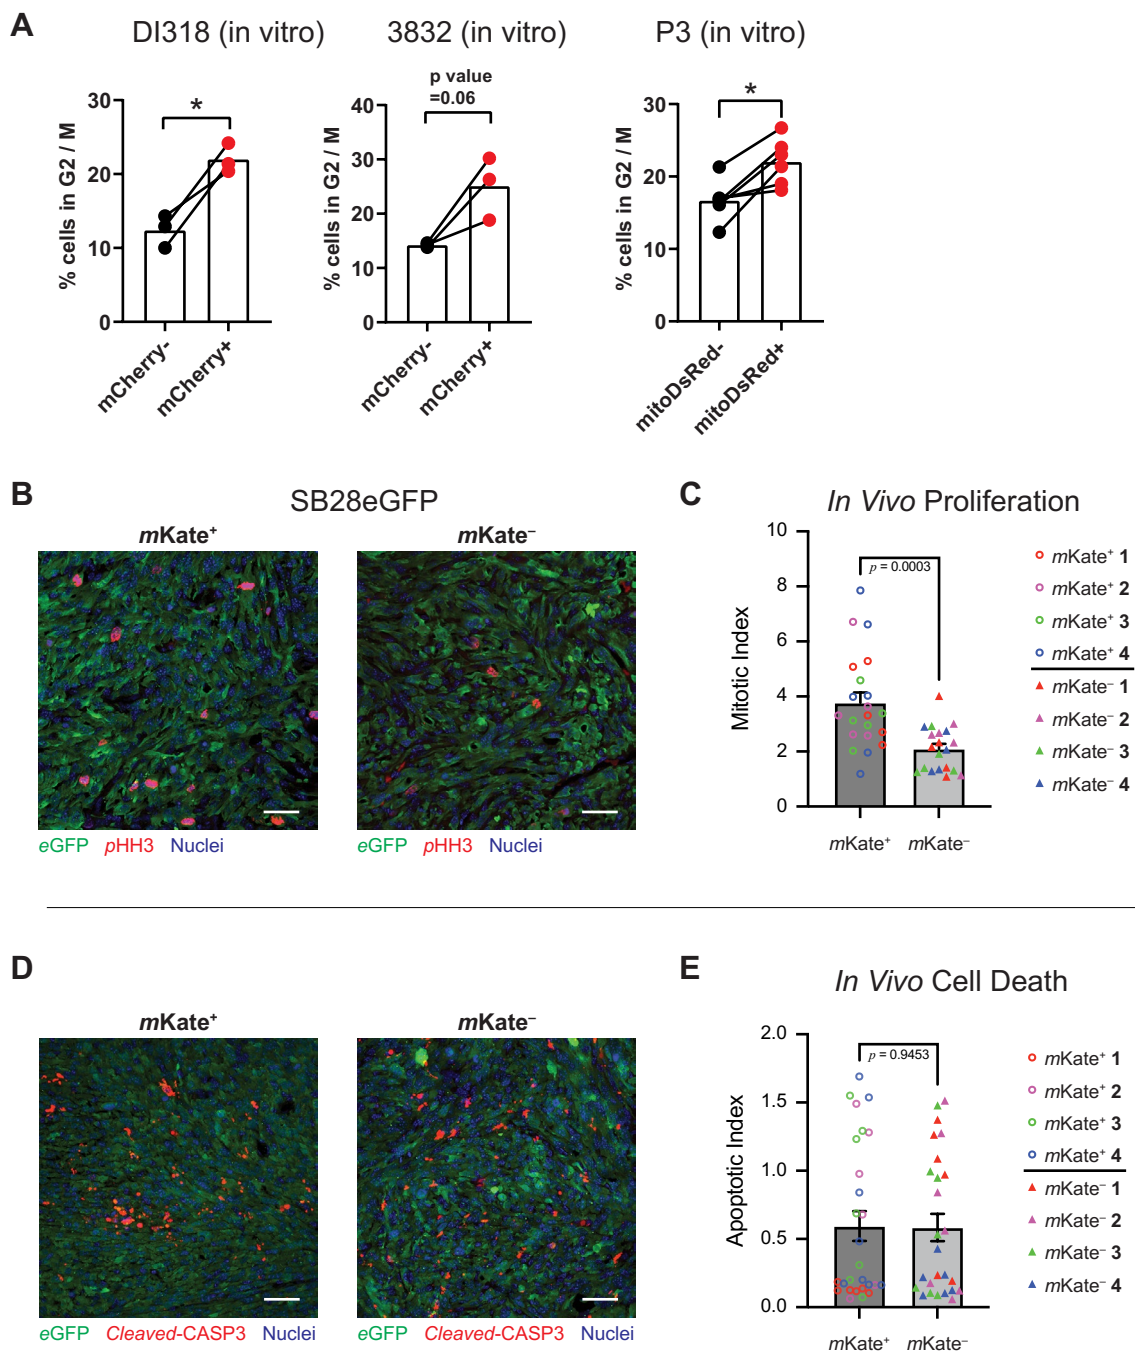 A
DI318 (in vitro)
3832 (in vitro)
P3 (in vitro)
% cells in G2 / M
30
20
10
0
*
mCherry-
mCherry+
% cells in G2 / M
40
30
20
10
0
p value
=0.06
mCherry-
mCherry+
% cells in G2 / M
30
20
10
0
*
mitoDsRed-
mitoDsRed+
B
SB28eGFP
mKate⁺
mKate⁻
eGFP pHH3 Nuclei
eGFP pHH3 Nuclei
C
In Vivo Proliferation
Mitotic Index
10
8
6
4
2
0
p = 0.0003
mKate⁺
mKate⁻
mKate⁺ 1
mKate⁺ 2
mKate⁺ 3
mKate⁺ 4
mKate⁻ 1
mKate⁻ 2
mKate⁻ 3
mKate⁻ 4
D
mKate⁺
mKate⁻
eGFP Cleaved-CASP3 Nuclei
eGFP Cleaved-CASP3 Nuclei
E
In Vivo Cell Death
Apoptotic Index
2.0
1.5
1.0
0.5
0.0
p = 0.9453
mKate⁺
mKate⁻
mKate⁺ 1
mKate⁺ 2
mKate⁺ 3
mKate⁺ 4
mKate⁻ 1
mKate⁻ 2
mKate⁻ 3
mKate⁻ 4